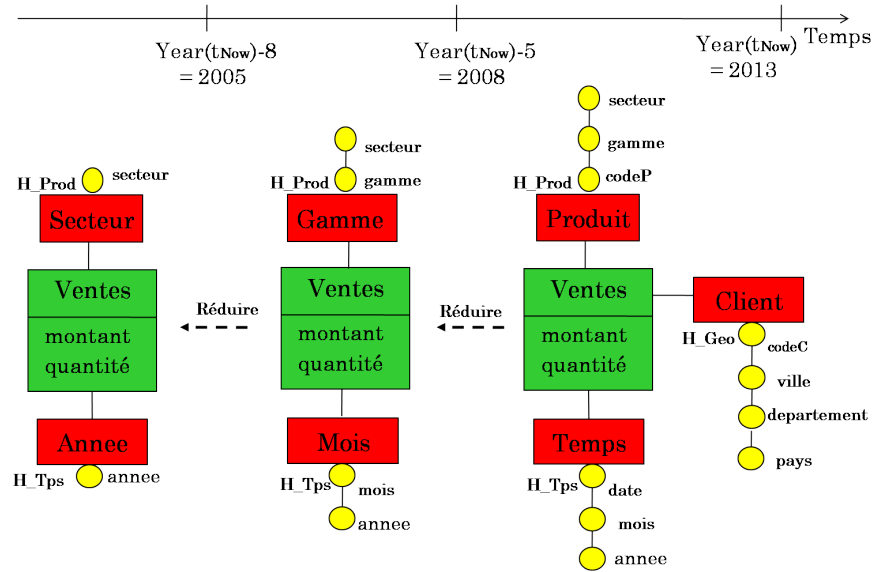 Temps
Year(tNow)-8
= 2005
Year(tNow)-5
= 2008
Year(tNow)
= 2013
secteur
H_Prod
Secteur
Ventes
montant
quantité
Annee
H_Tps
annee
Réduire
secteur
H_Prod
gamme
Gamme
Ventes
montant
quantité
Mois
H_Tps
mois
annee
Réduire
secteur
gamme
H_Prod
codeP
Produit
Ventes
montant
quantité
Temps
H_Tps
date
mois
annee
Client
H_Geo
codeC
ville
departement
pays